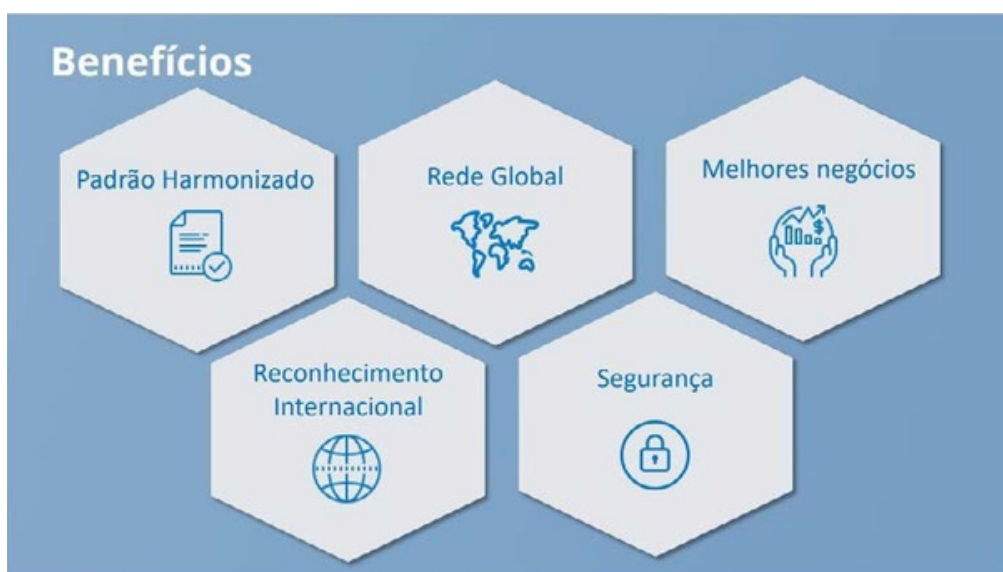 Benefícios
Padrão Harmonizado
Rede Global
Melhores negócios
Reconhecimento
Internacional
Segurança